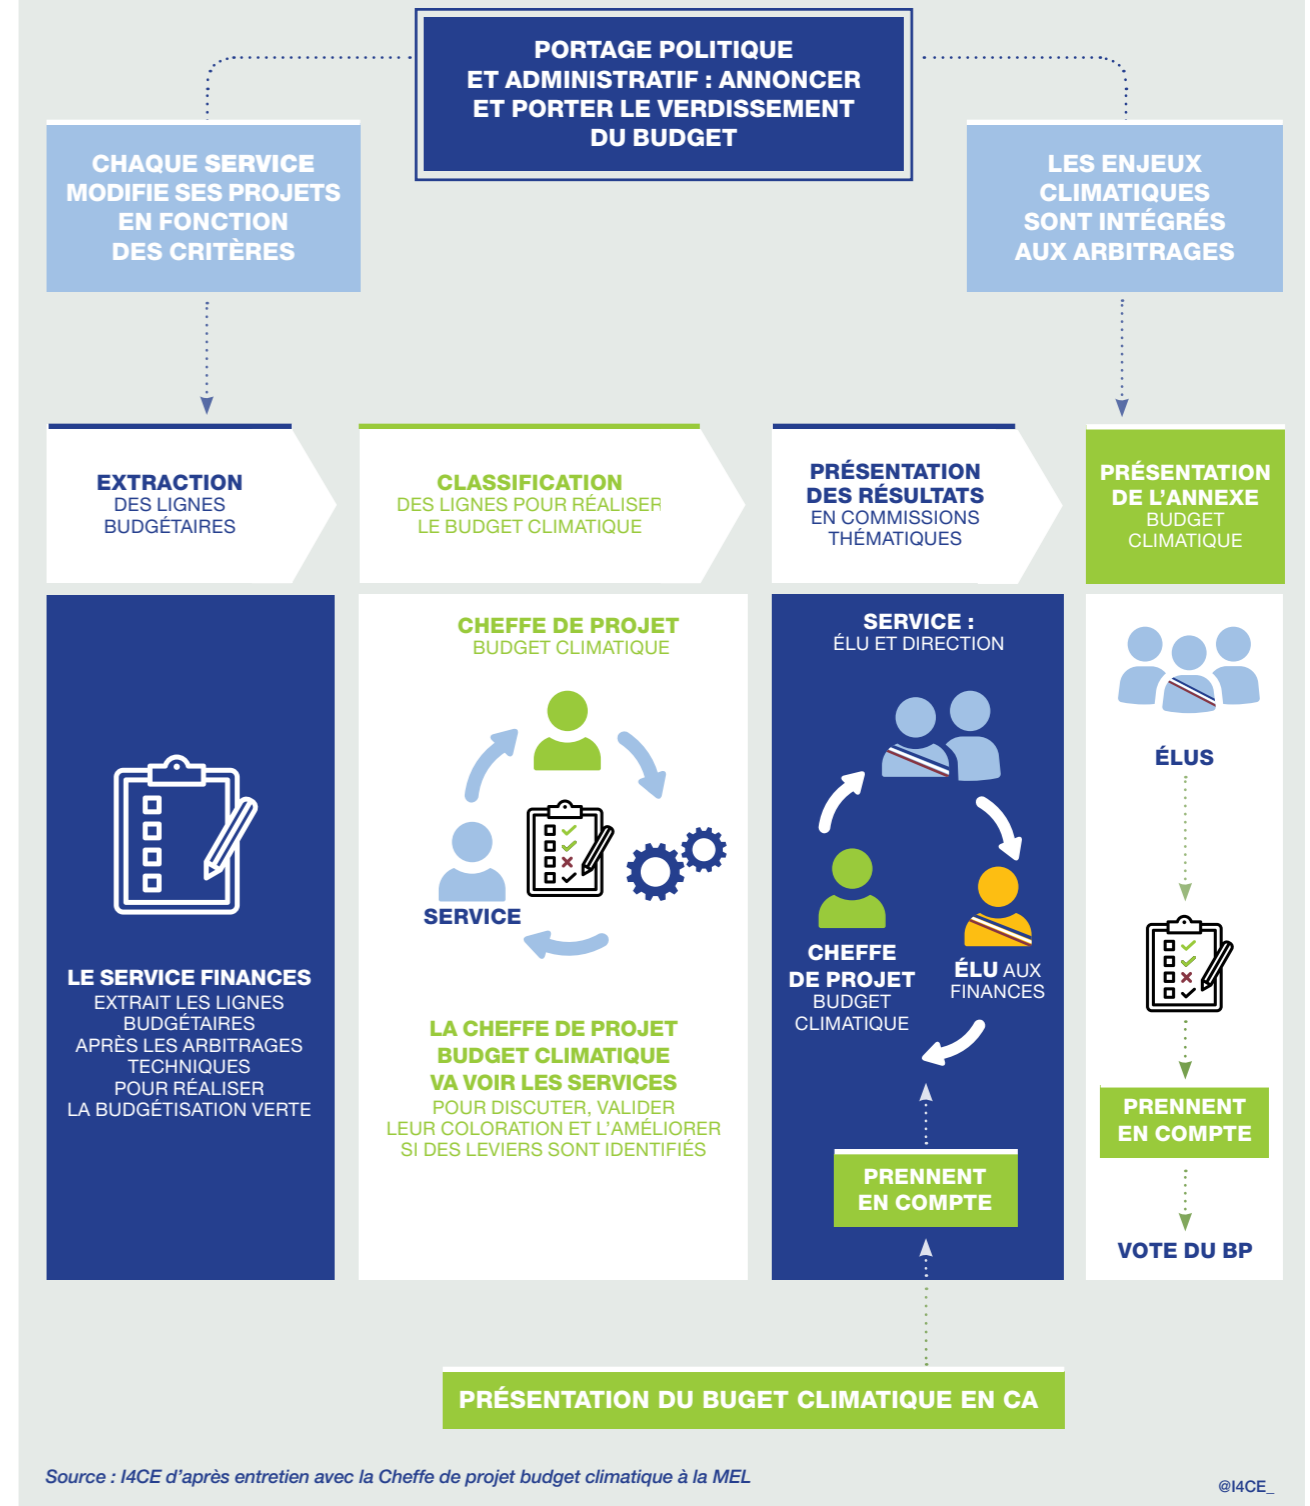 PORTAGE POLITIQUE
ET ADMINISTRATIF : ANNONCER
ET PORTER LE VERDISSEMENT
DU BUDGET
CHAQUE SERVICE
MODIFIE SES PROJETS
EN FONCTION
DES CRITÈRES
LES ENJEUX
CLIMATIQUES
SONT INTÉGRÉS
AUX ARBITRAGES
EXTRACTION
DES LIGNES
BUDGÉTAIRES
CLASSIFICATION
DES LIGNES POUR RÉALISER
LE BUDGET CLIMATIQUE
PRÉSENTATION
DES RÉSULTATS
EN COMMISSIONS
THÉMATIQUES
PRÉSENTATION
DE L'ANNEXE
BUDGET
CLIMATIQUE
LE SERVICE FINANCES
EXTRAIT LES LIGNES
BUDGÉTAIRES
APRÈS LES ARBITRAGES
TECHNIQUES
POUR RÉALISER
LA BUDGÉTISATION VERTE
CHEFFE DE PROJET
BUDGET CLIMATIQUE
SERVICE
LA CHEFFE DE PROJET
BUDGET CLIMATIQUE
VA VOIR LES SERVICES
POUR DISCUTER, VALIDER
LEUR COLORATION ET L'AMÉLIORER
SI DES LEVIERS SONT IDENTIFIÉS
SERVICE :
ÉLU ET DIRECTION
CHEFFE
DE PROJET
BUDGET
CLIMATIQUE
ÉLU AUX
FINANCES
PRENNENT
EN COMPTE
ÉLUS
PRENNENT
EN COMPTE
VOTE DU BP
PRÉSENTATION DU BUGET CLIMATIQUE EN CA
Source : I4CE d'après entretien avec la Cheffe de projet budget climatique à la MEL
@I4CE_